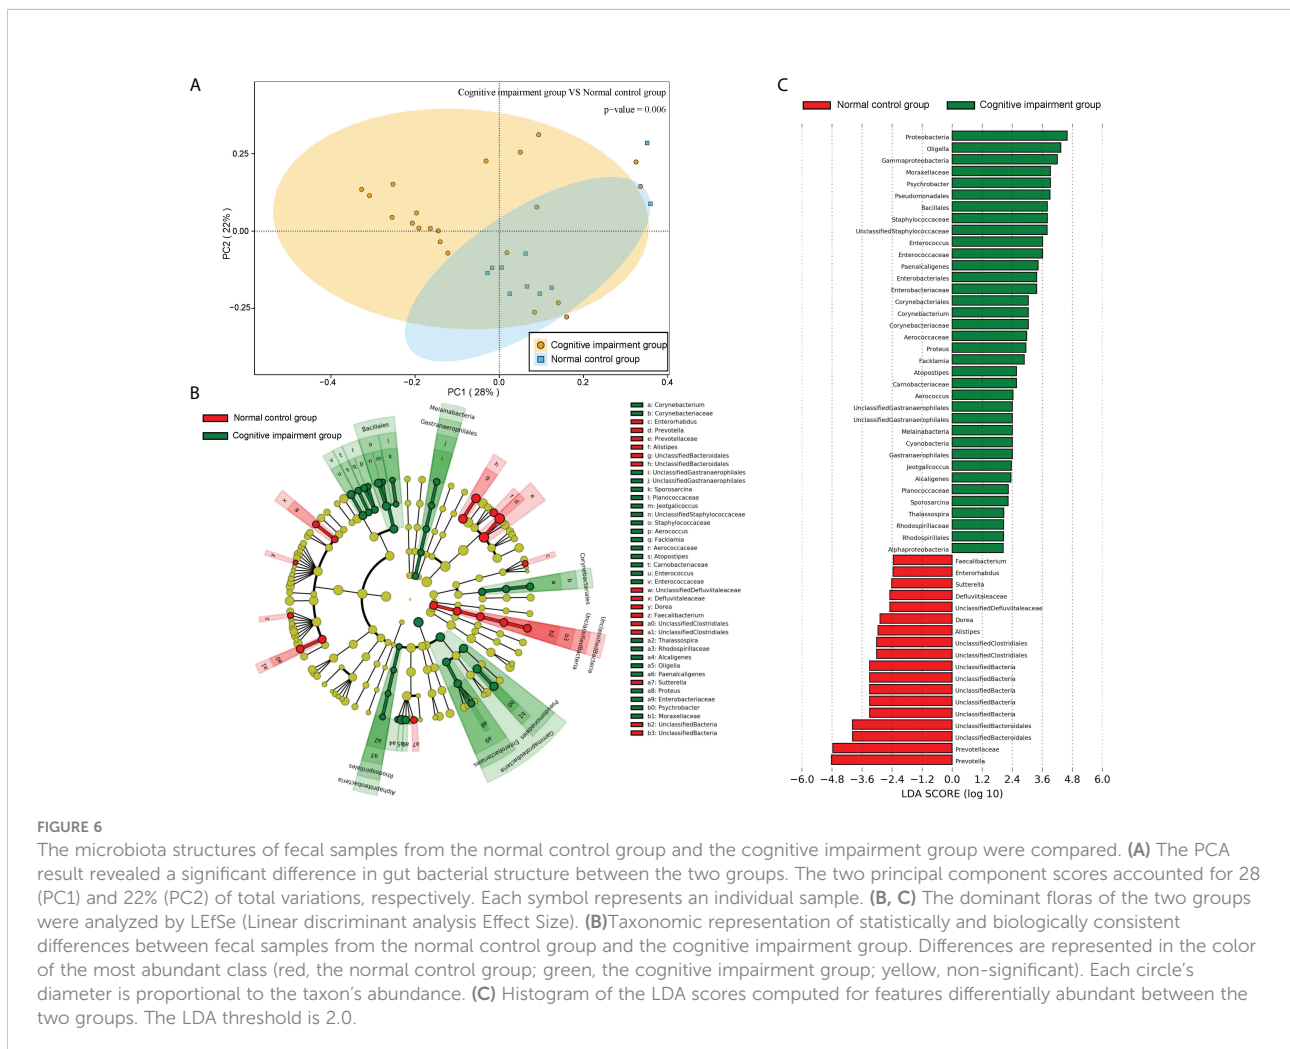 A
Cognitive impairment group VS Normal control group
p−value = 0.006
0.25
0.00
−0.25
PC2 ( 22%)
−0.4
−0.2
0.0
0.2
0.4
PC1 ( 28% )
Cognitive impairment group
Normal control group
B
Normal control group
Cognitive impairment group
Bacillales
Melainabacteria
Gastranaerophilales
Corynebacteriales
UnclassifiedBacteria
UnclassifiedBacteria
Pseudomonadales
Gammaproteobacteria
Enterobacteriales
Rhodospirillales
Alphaproteobacteria
a: Corynebacterium
b: Corynebacteriaceae
c: Enterorhabdus
d: Prevotella
e: Prevotellaceae
f: Alistipes
g: UnclassifiedBacteroidales
h: UnclassifiedBacteroidales
i: UnclassifiedGastranaerophilales
j: UnclassifiedGastranaerophilales
k: Sporosarcina
l: Planococcaceae
m: Jeotgalicoccus
n: UnclassifiedStaphylococcaceae
o: Staphylococcaceae
p: Aerococcus
q: Facklamia
r: Aerococcaceae
s: Atopostipes
t: Carnobacteriaceae
u: Enterococcus
v: Enterococcaceae
w: UnclassifiedDefluviitaleaceae
x: Defluviitaleaceae
y: Dorea
z: Faecalibacterium
a0: UnclassifiedClostridiales
a1: UnclassifiedClostridiales
a2: Thalassospira
a3: Rhodospirillaceae
a4: Alcaligenes
a5: Oligella
a6: Paenalcaligenes
a7: Sutterella
a8: Proteus
a9: Enterobacteriaceae
b0: Psychrobacter
b1: Moraxellaceae
b2: UnclassifiedBacteria
b3: UnclassifiedBacteria
C
Normal control group
Cognitive impairment group
Proteobacteria
Oligella
Gammaproteobacteria
Moraxellaceae
Psychrobacter
Pseudomonadales
Bacillales
Staphylococcaceae
UnclassifiedStaphylococcaceae
Enterococcus
Enterococcaceae
Paenalcaligenes
Enterobacteriales
Enterobacteriaceae
Corynebacteriales
Corynebacterium
Corynebacteriaceae
Aerococcaceae
Proteus
Facklamia
Atopostipes
Carnobacteriaceae
Aerococcus
UnclassifiedGastranaerophilales
UnclassifiedGastranaerophilales
Melainabacteria
Cyanobacteria
Gastranaerophilales
Jeotgalicoccus
Alcaligenes
Planococcaceae
Sporosarcina
Thalassospira
Rhodospirillaceae
Rhodospirillales
Alphaproteobacteria
Faecalibacterium
Enterorhabdus
Sutterella
Defluviitaleaceae
UnclassifiedDefluviitaleaceae
Dorea
Alistipes
UnclassifiedClostridiales
UnclassifiedClostridiales
UnclassifiedBacteria
UnclassifiedBacteria
UnclassifiedBacteria
UnclassifiedBacteria
UnclassifiedBacteria
UnclassifiedBacteroidales
UnclassifiedBacteroidales
Prevotellaceae
Prevotella
−6.0 −4.8 −3.6 −2.4 −1.2 0.0 1.2 2.4 3.6 4.8 6.0
LDA SCORE (log 10)
FIGURE 6
The microbiota structures of fecal samples from the normal control group and the cognitive impairment group were compared. (A) The PCA
result revealed a significant difference in gut bacterial structure between the two groups. The two principal component scores accounted for 28
(PC1) and 22% (PC2) of total variations, respectively. Each symbol represents an individual sample. (B, C) The dominant floras of the two groups
were analyzed by LEfSe (Linear discriminant analysis Effect Size). (B)Taxonomic representation of statistically and biologically consistent
differences between fecal samples from the normal control group and the cognitive impairment group. Differences are represented in the color
of the most abundant class (red, the normal control group; green, the cognitive impairment group; yellow, non-significant). Each circle's
diameter is proportional to the taxon's abundance. (C) Histogram of the LDA scores computed for features differentially abundant between the
two groups. The LDA threshold is 2.0.